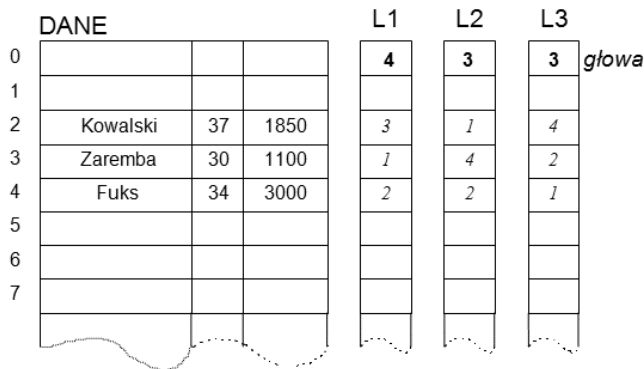 DANE L1 L2 L3
0 4 3 3 głowa
1
2 Kowalski 37 1850 3 1 4
3 Zaremba 30 1100 1 4 2
4 Fuks 34 3000 2 2 1
5
6
7